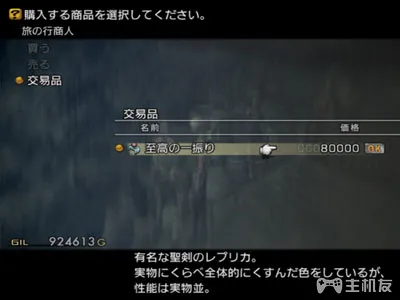 購入する商品を選択してください。
旅の行商人
買う
売る
交易品
交易品
名前 価格
至高の一振り 00080000 OK
GIL 924613G
有名な聖剣のレプリカ。
実物にくらべ全体的にくすんだ色をしているが、
性能は実物並。
主机友